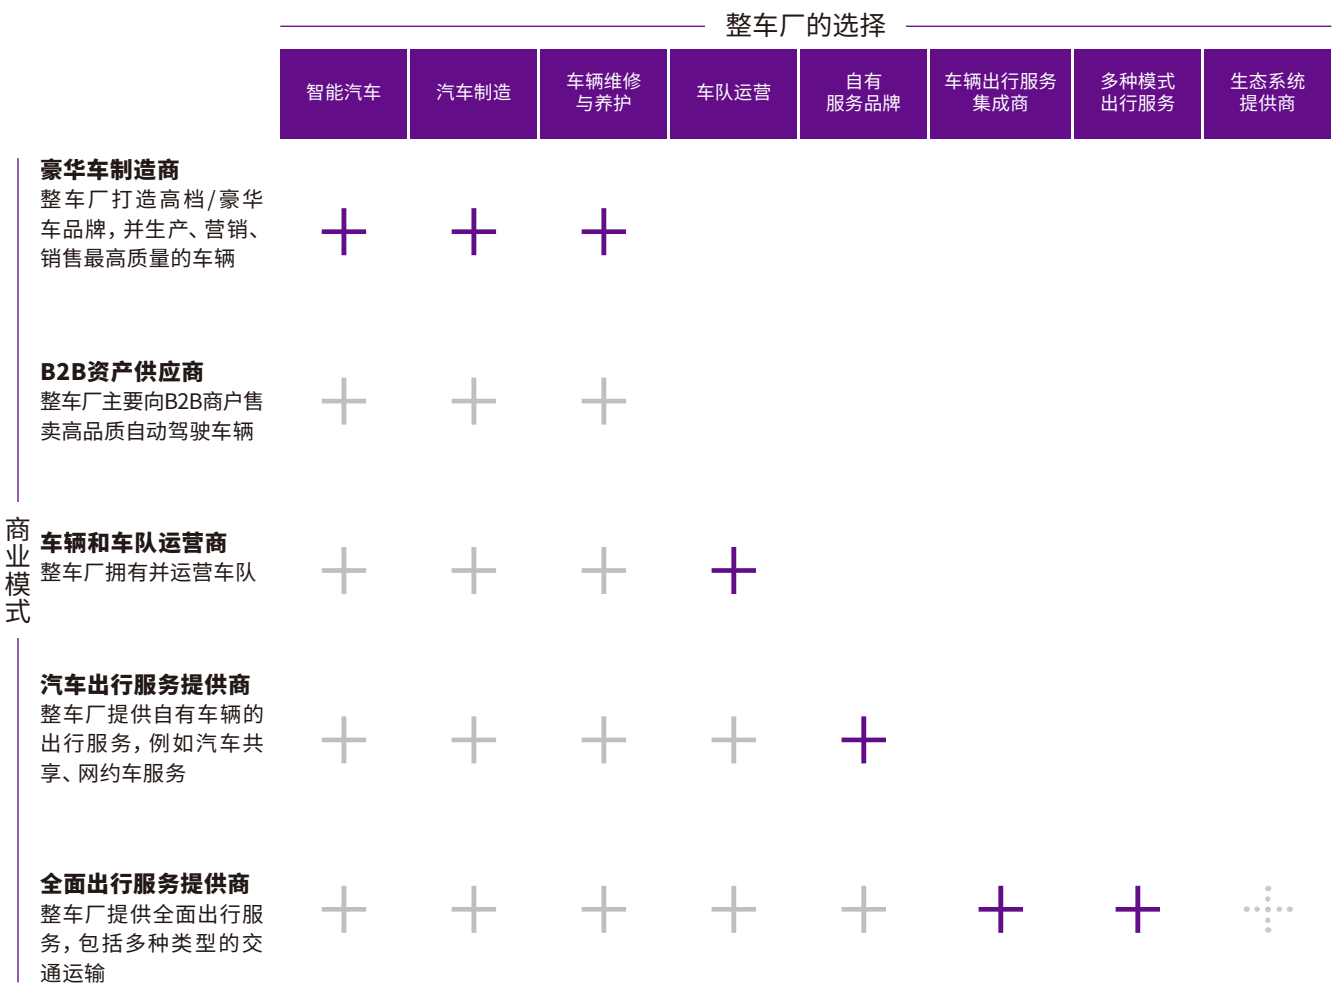 整车厂的选择
智能汽车
汽车制造
车辆维修
与养护
车队运营
自有
服务品牌
车辆出行服务
集成商
多种模式
出行服务
生态系统
提供商
商业模式
豪华车制造商
整车厂打造高档/豪华
车品牌，并生产、营销、
销售最高质量的车辆
B2B资产供应商
整车厂主要向B2B商户售
卖高品质自动驾驶车辆
车辆和车队运营商
整车厂拥有并运营车队
汽车出行服务提供商
整车厂提供自有车辆的
出行服务，例如汽车共
享、网约车服务
全面出行服务提供商
整车厂提供全面出行服
务，包括多种类型的交
通运输